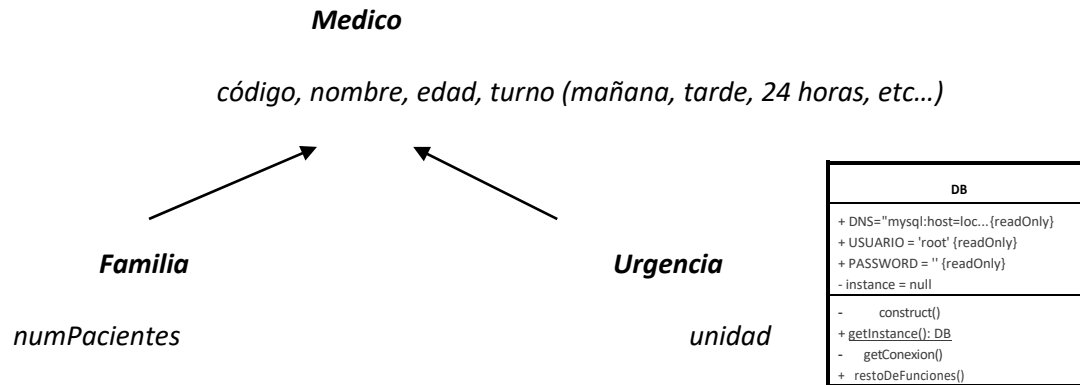 Medico
código, nombre, edad, turno (mañana, tarde, 24 horas, etc…)
Familia
numPacientes
Urgencia
unidad
DB
+ DNS="mysql:host=loc...{readOnly}
+ USUARIO = 'root' {readOnly}
+ PASSWORD = '' {readOnly}
- instance = null
- construct()
+ getInstance(): DB
- getConexion()
+ restoDeFunciones()